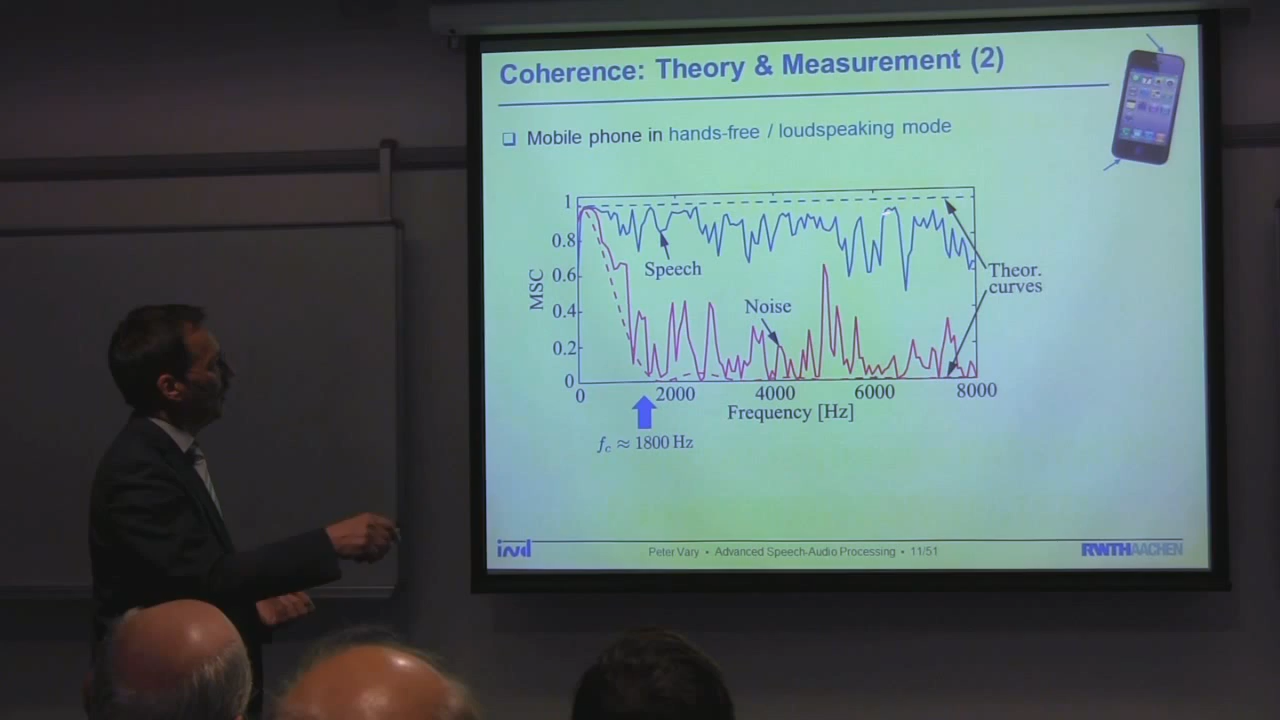 Coherence: Theory & Measurement (2)
❑ Mobile phone in hands-free / loudspeaking mode
1
0.8
0.6
0.4
0.2
0
MSC
Speech
Noise
Theor.
curves
0 2000 4000 6000 8000
Frequency [Hz]
fc ≈ 1800 Hz
ind
Peter Vary • Advanced Speech-Audio Processing • 11/51
RWTHAACHEN